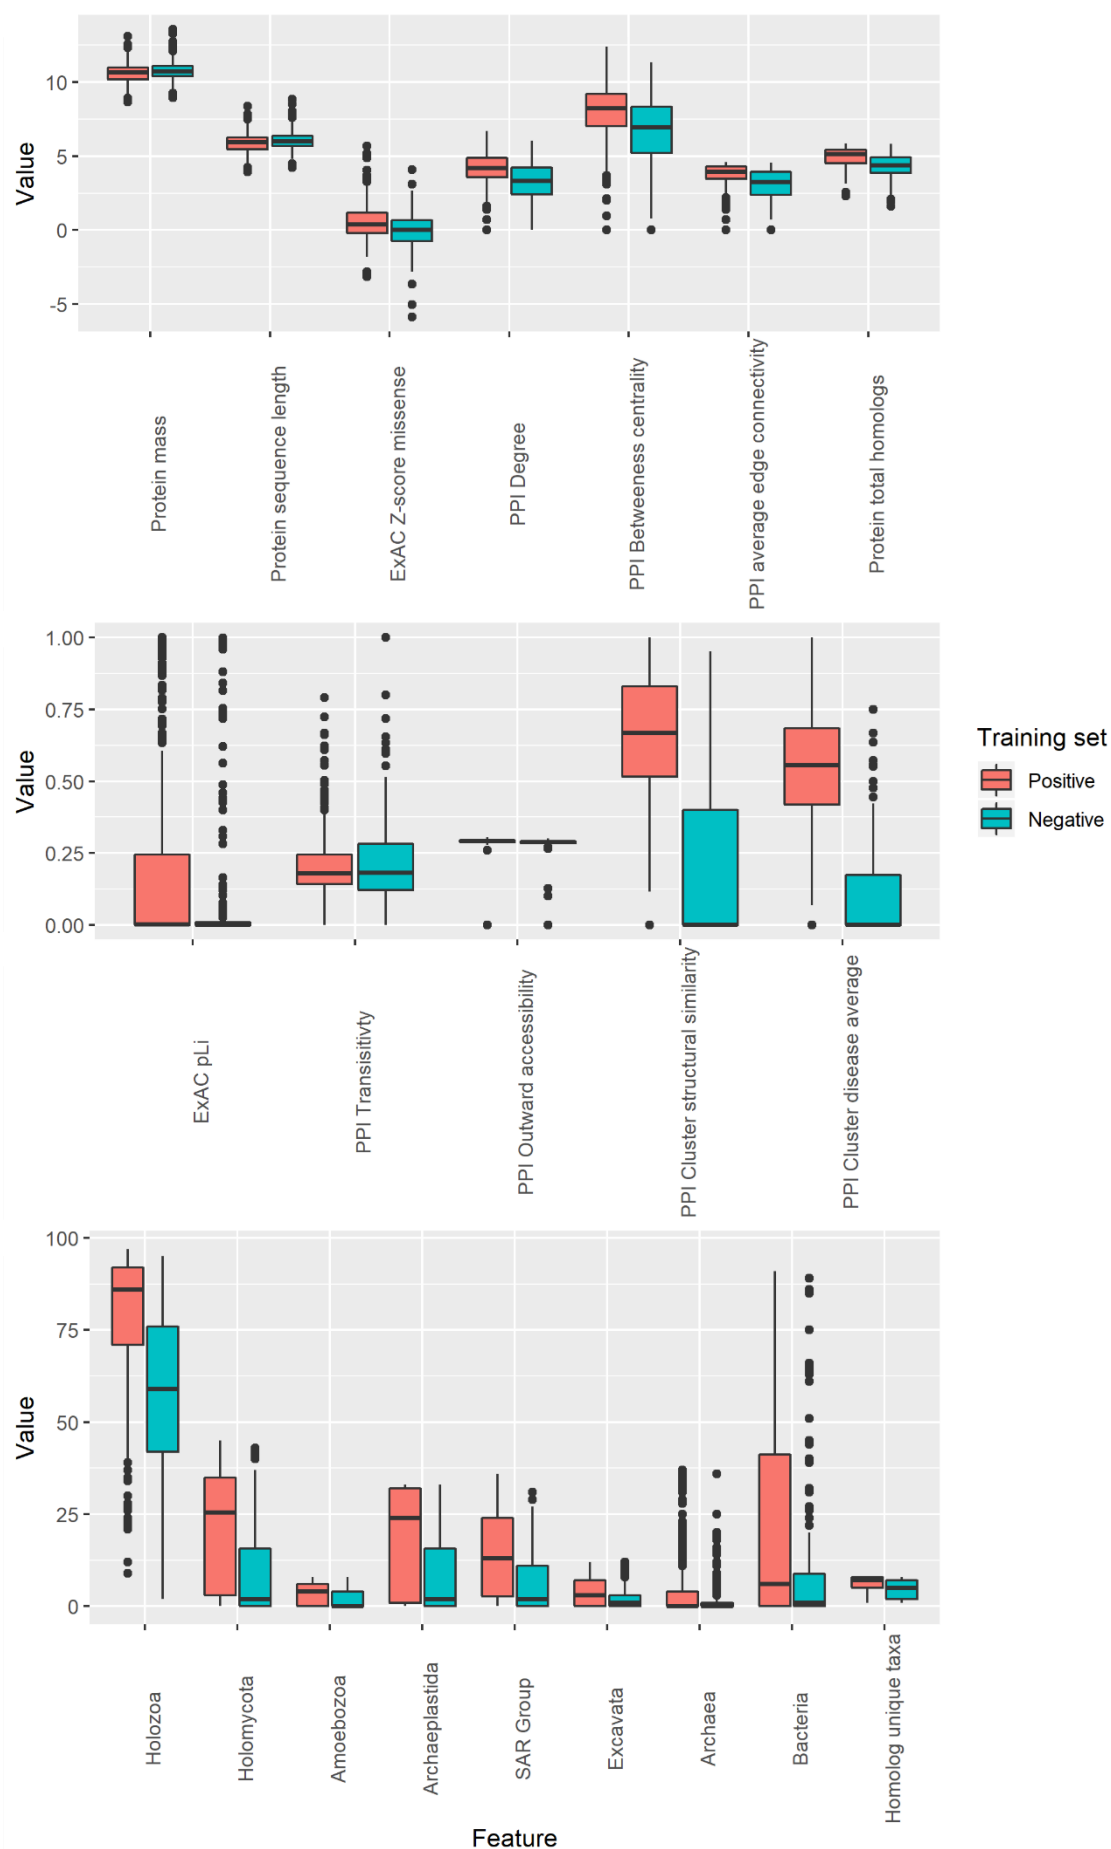 10
5
0
-5
Value
Protein mass
Protein sequence length
ExAC Z-score missense
PPI Degree
PPI Betweeness centrality
PPI average edge connectivity
Protein total homologs
1.00
0.75
0.50
0.25
0.00
Value
ExAC pLi
PPI Transisitivty
PPI Outward accessibility
PPI Cluster structural similarity
PPI Cluster disease average
Training set
Positive
Negative
100
75
50
25
0
Value
Holozoa
Holomycota
Amoebozoa
Archaeplastida
SAR Group
Excavata
Archaea
Bacteria
Homolog unique taxa
Feature